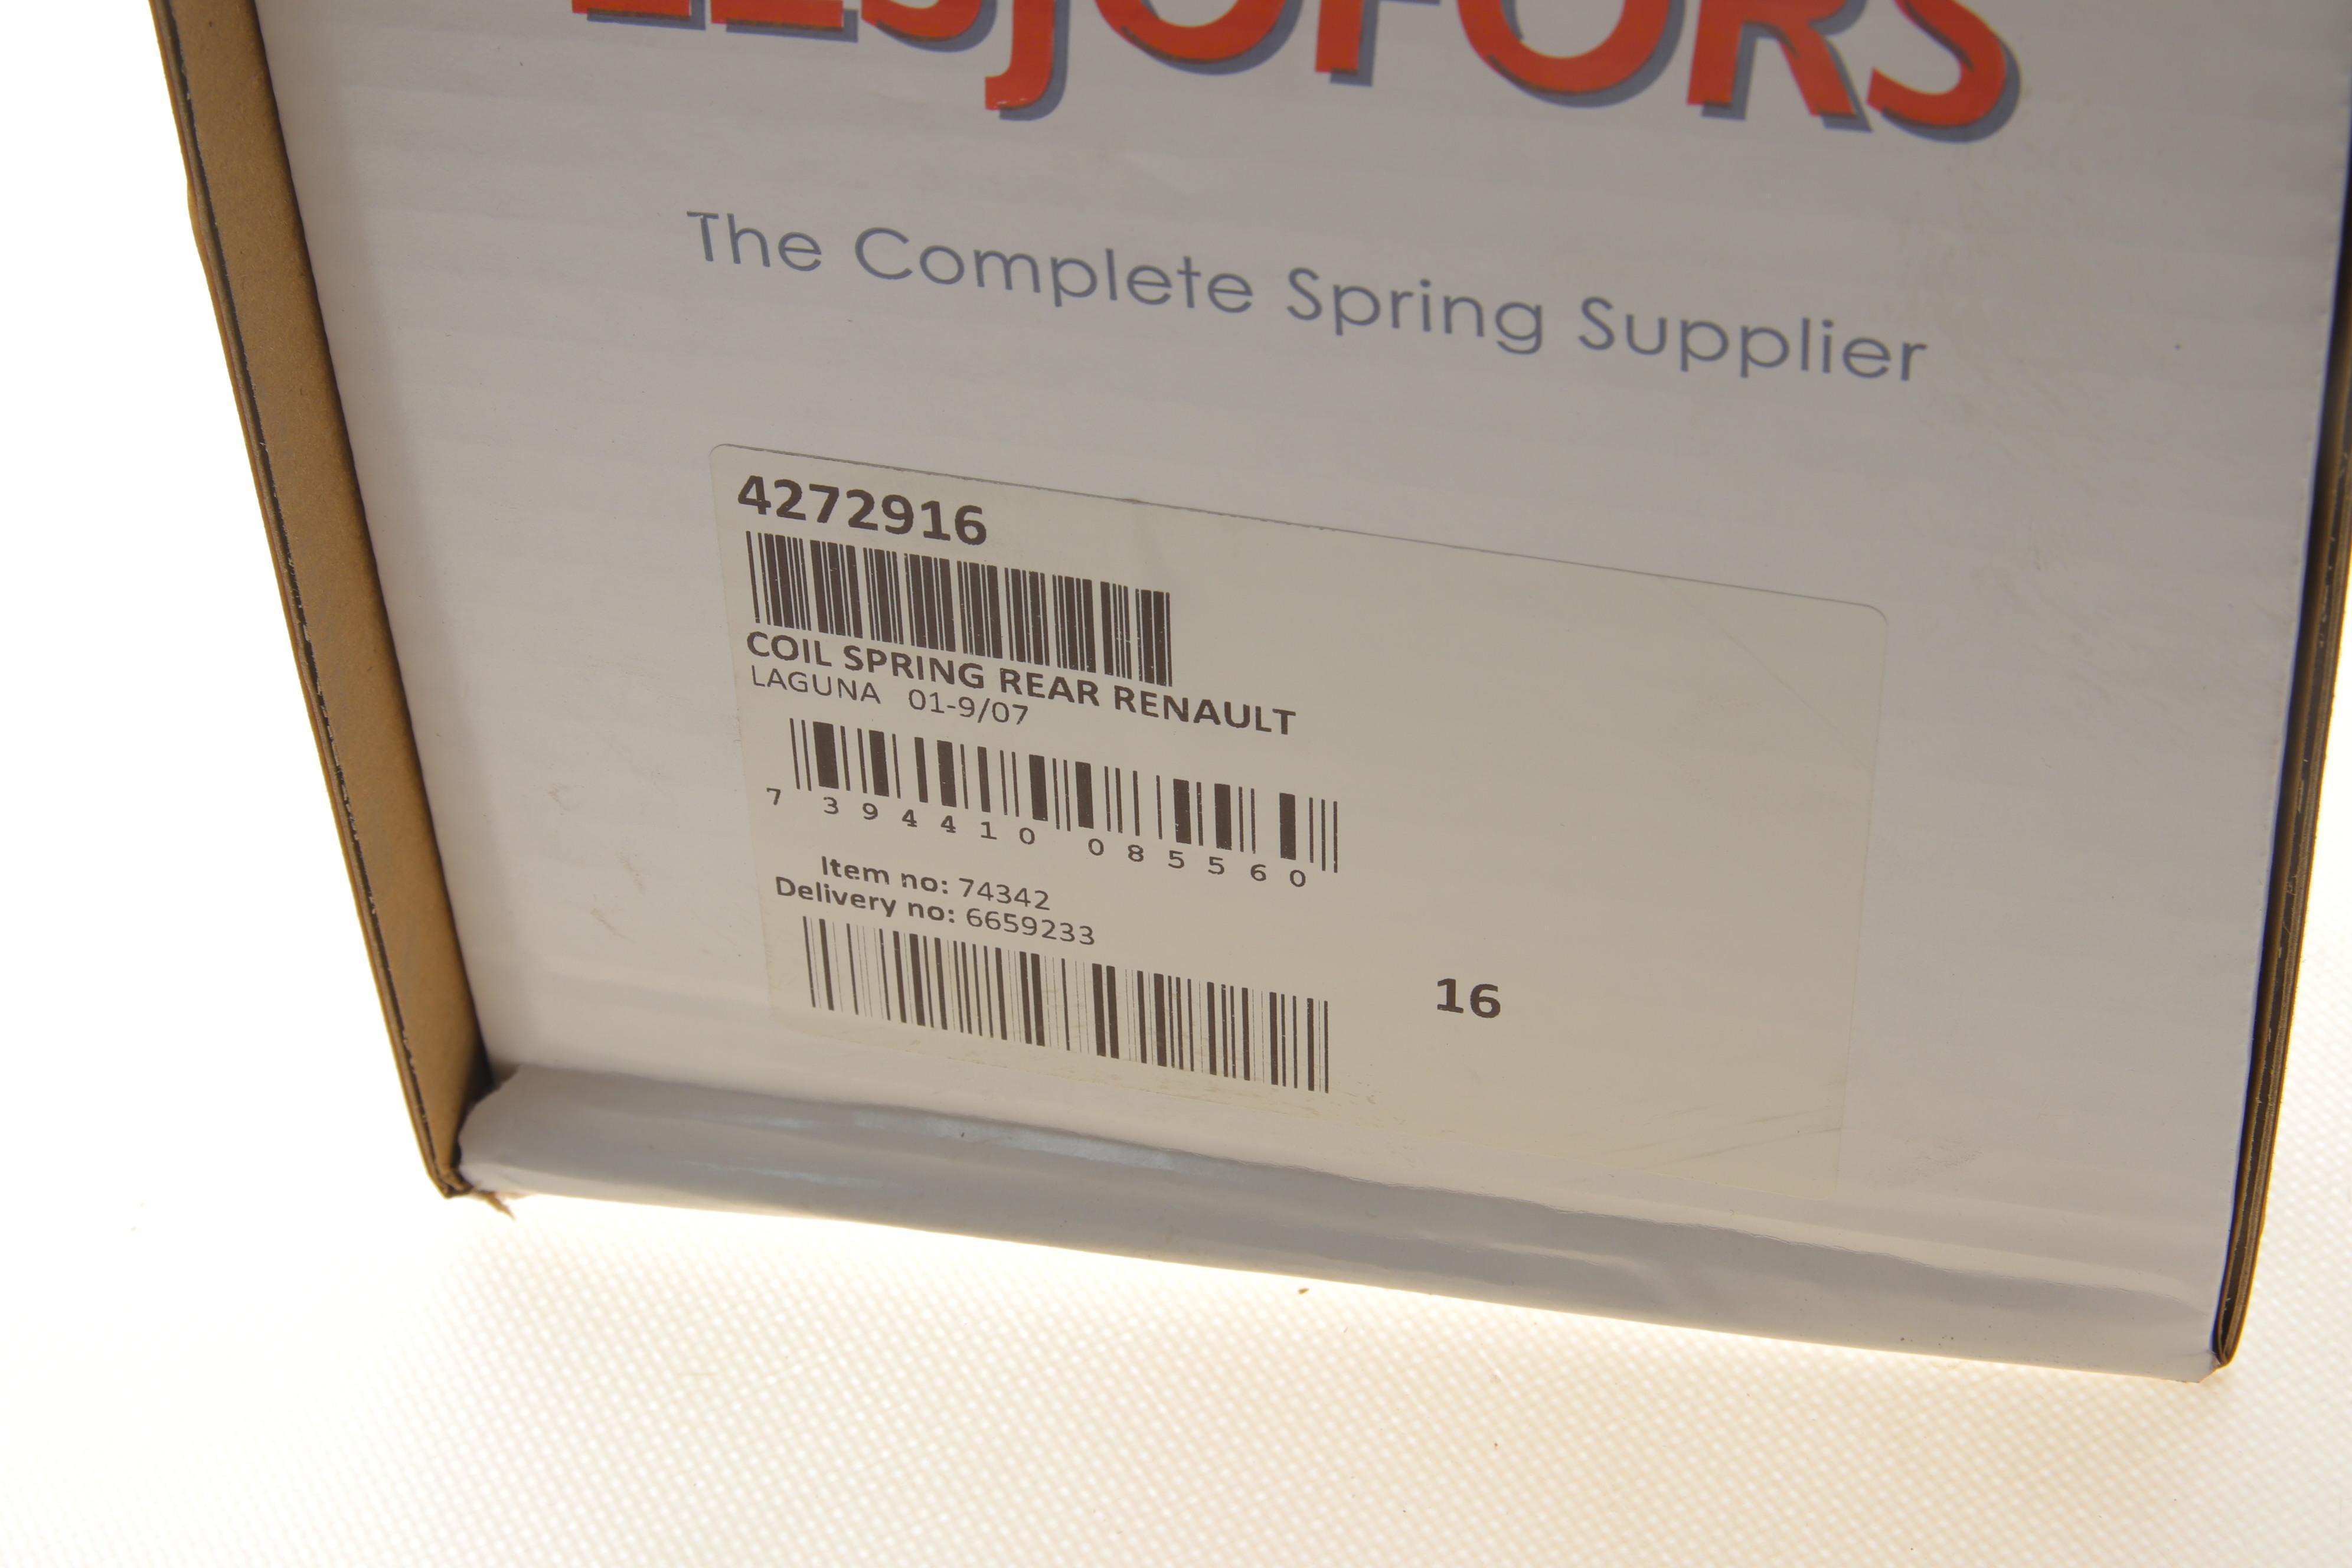 LESJÖFORS
The Complete Spring Supplier
4272916
COIL SPRING REAR RENAULT
LAGUNA 01-9/07
7 394410 085560
Item no: 74342
Delivery no: 6659233
16